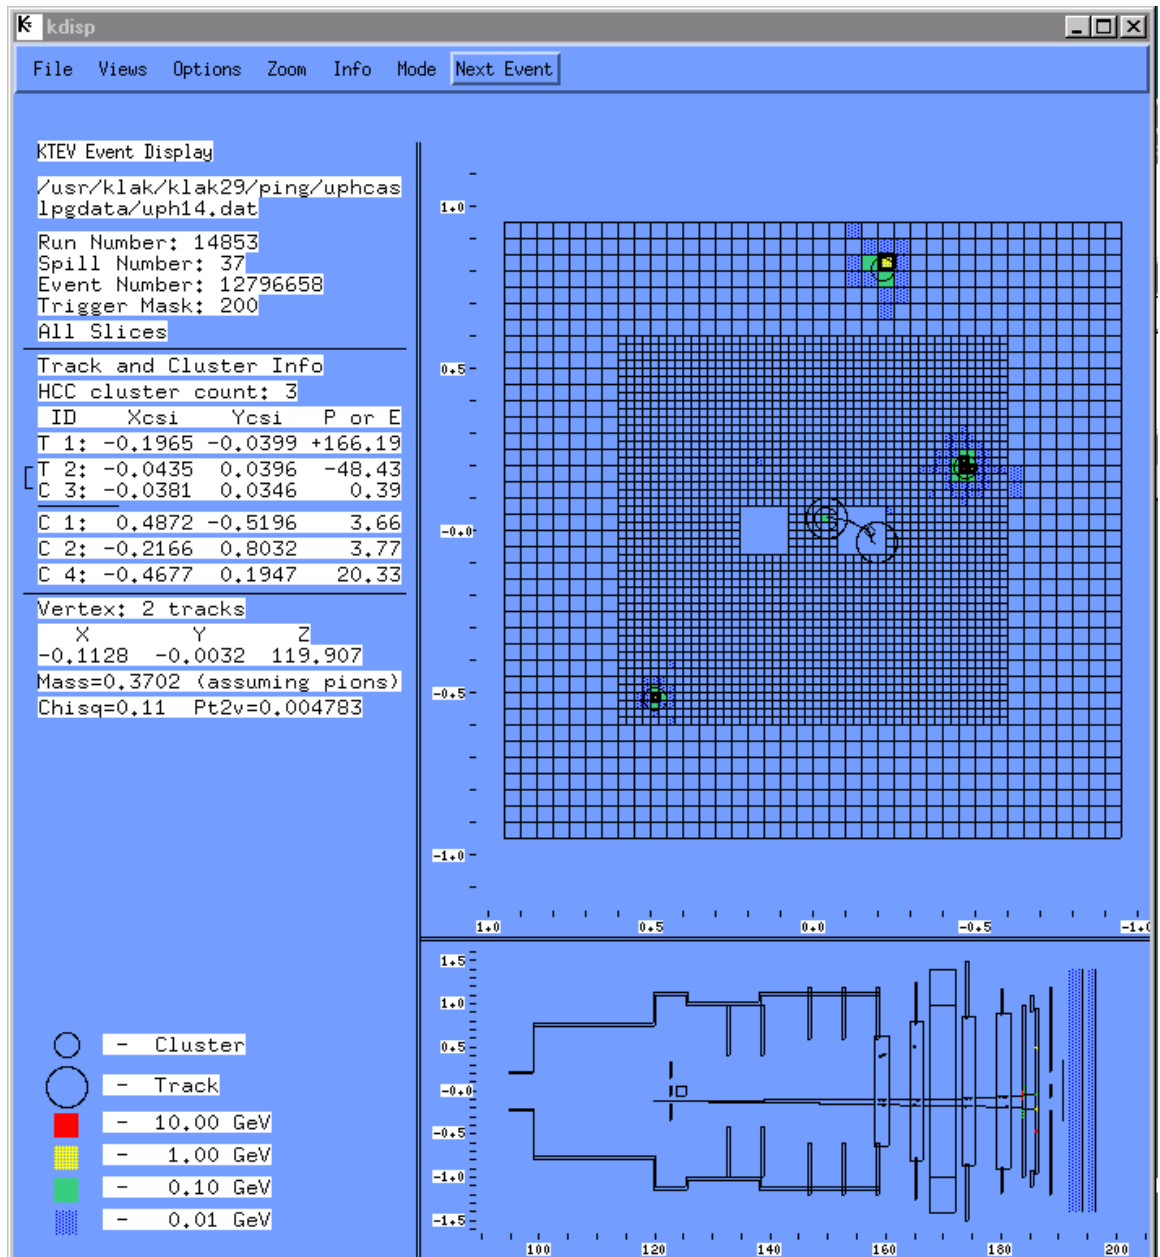 kdisp
File Views Options Zoom Info Mode Next Event
KTEV Event Display
/usr/klak/klak29/ping/uphcas
lpgdata/uph14.dat
Run Number: 14853
Spill Number: 37
Event Number: 12796658
Trigger Mask: 200
All Slices
Track and Cluster Info
HCC cluster count: 3
ID Xcsi Ycsi P or E
T 1: -0.1965 -0.0399 +166.19
T 2: -0.0435 0.0396 -48.43
C 3: -0.0381 0.0346 0.39
C 1: 0.4872 -0.5196 3.66
C 2: -0.2166 0.8032 3.77
C 4: -0.4677 0.1947 20.33
Vertex: 2 tracks
X Y Z
-0.1128 -0.0032 119.907
Mass=0.3702 (assuming pions)
Chisq=0.11 Pt2v=0.004783
- Cluster
- Track
- 10.00 GeV
- 1.00 GeV
- 0.10 GeV
- 0.01 GeV
1.0
0.5
-0.0
-0.5
-1.0
1.0 0.5 0.0 -0.5 -1.0
1.5
1.0
0.5
-0.0
-0.5
-1.0
-1.5
100 120 140 160 180 200